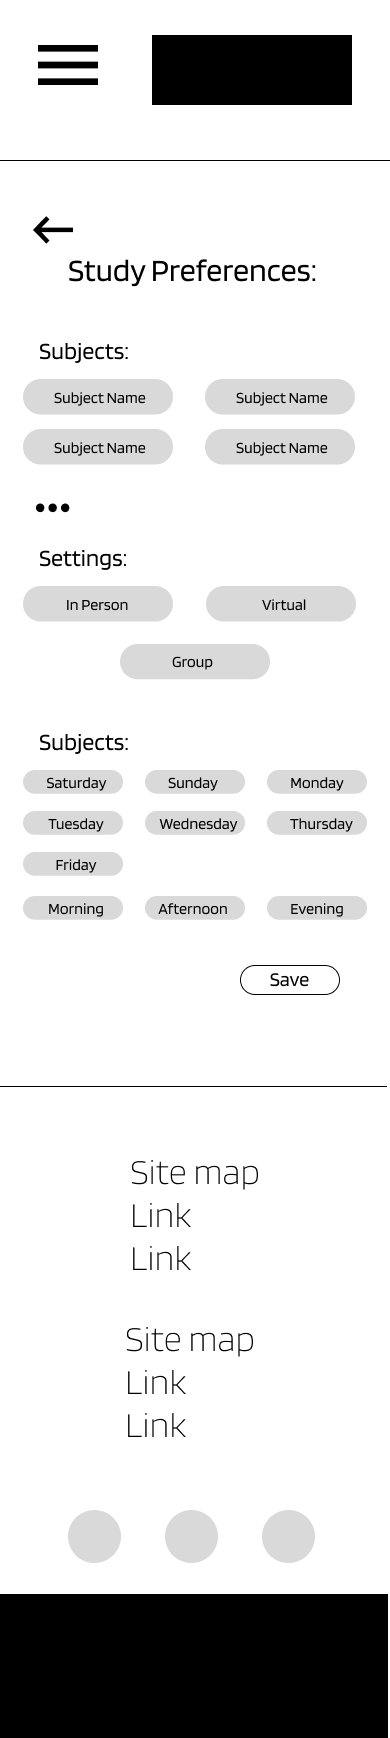 Study Preferences:
Subjects:
Subject Name Subject Name
Subject Name Subject Name
Settings:
In Person Virtual
Group
Subjects:
Saturday Sunday Monday
Tuesday Wednesday Thursday
Friday
Morning Afternoon Evening
Save
Site map
Link
Link
Site map
Link
Link